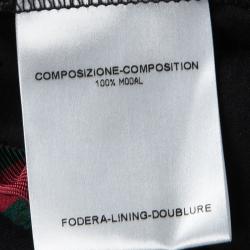 COMPOSIZIONE-COMPOSITION
100% MODAL
FODERA-LINING-DOUBLURE